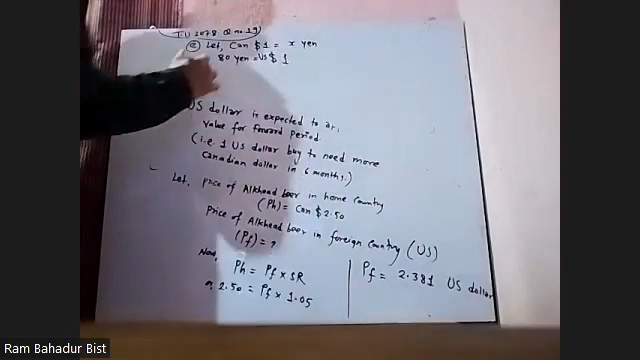 TU 2078 Q no 19)
(e) Let, Can $1 = x yen
80 yen = US $ 1
US dollar is expected to at
value for forward period
(i.e. 1 US dollar buy to need more
canadian dollar in 6 months.)
Let, price of Alkhead beer in home country
(Ph) = can $ 2.50
price of Alkhead beer in foreign country (US)
(Pf) = ?
Now,
Ph = Pf x SR
or, 2.50 = Pf x 1.05
Pf = 2.381 US dollar
Ram Bahadur Bist